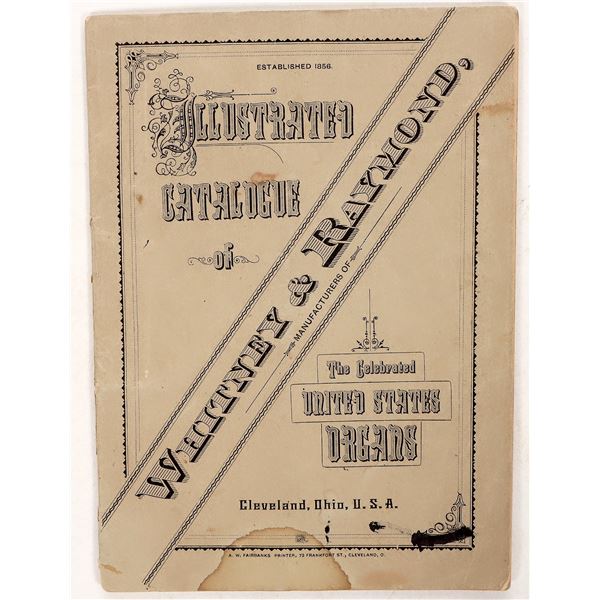 ESTABLISHED 1856.
ILLUSTRATED
CATALOGUE
OF
WHITNEY & RAYMOND,
MANUFACTURERS OF
The Celebrated
UNITED STATES
ORGANS
Cleveland, Ohio, U. S. A.
A. W. FAIRBANKS PRINTER, 72 FRANKFORT ST., CLEVELAND, O.